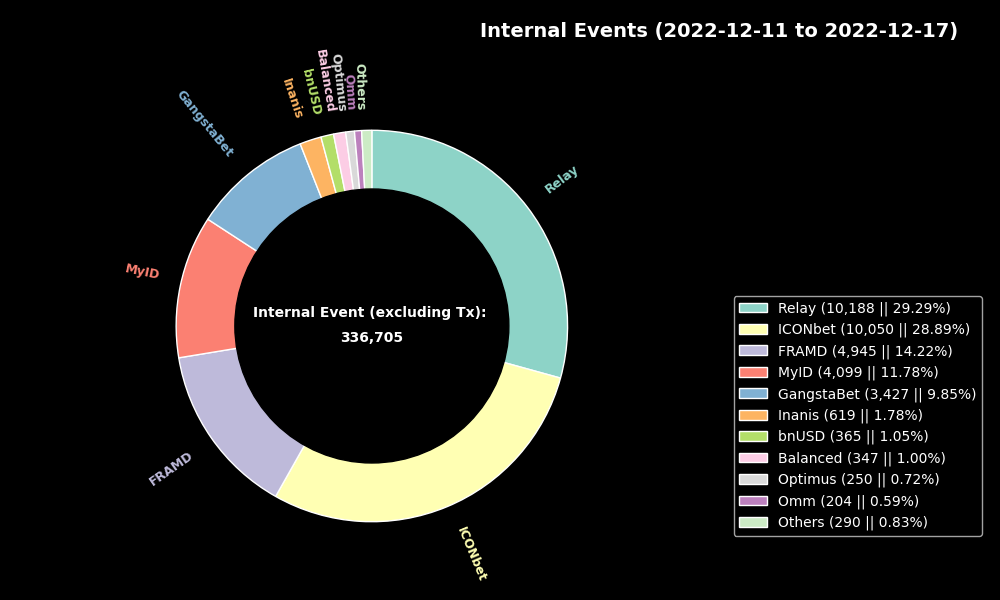 Internal Events (2022-12-11 to 2022-12-17)
Others
Omm
Optimus
Balanced
bnUSD
Inanis
GangstaBet
Relay
MyID
Internal Event (excluding Tx):
336,705
FRAMD
ICONbet
Relay (10,188 || 29.29%)
ICONbet (10,050 || 28.89%)
FRAMD (4,945 || 14.22%)
MyID (4,099 || 11.78%)
GangstaBet (3,427 || 9.85%)
Inanis (619 || 1.78%)
bnUSD (365 || 1.05%)
Balanced (347 || 1.00%)
Optimus (250 || 0.72%)
Omm (204 || 0.59%)
Others (290 || 0.83%)